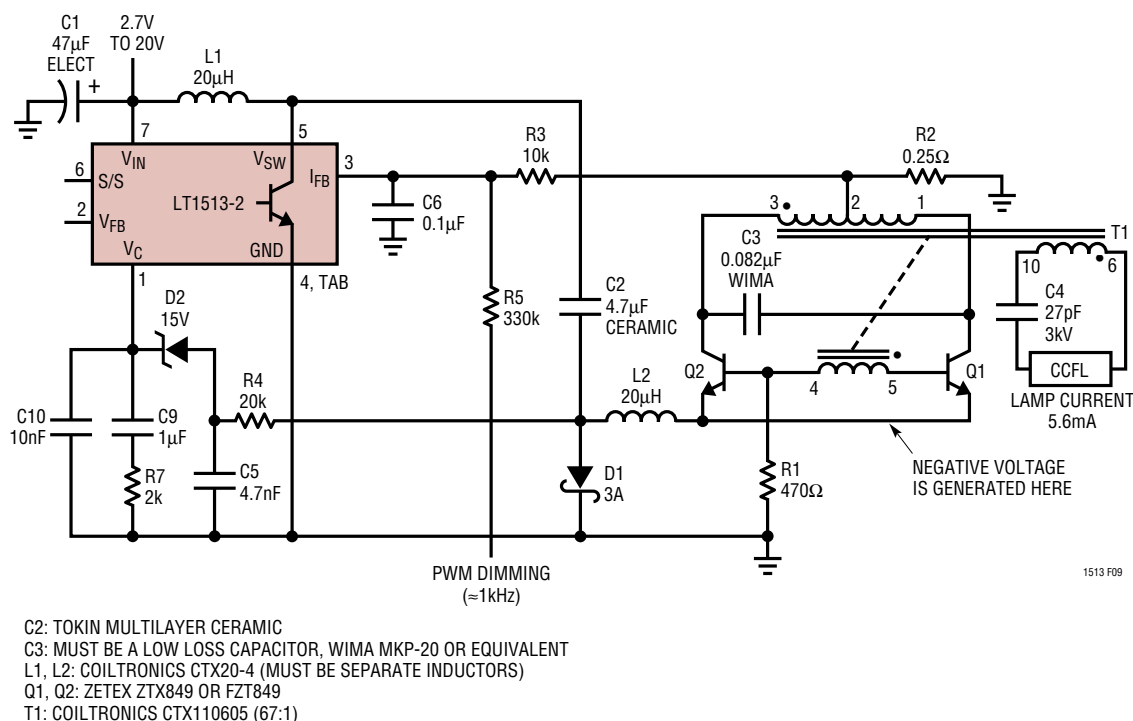 C1
47µF
ELECT
+
2.7V
TO 20V
L1
20µH
7
5
VIN
VSW
6
S/S
IFB
3
LT1513-2
2
VFB
VC
GND
1
4, TAB
R3
10k
R2
0.25Ω
C6
0.1µF
3
2
1
T1
C3
0.082µF
WIMA
10
6
C4
27pF
3kV
CCFL
LAMP CURRENT
5.6mA
R5
330k
C2
4.7µF
CERAMIC
D2
15V
Q2
4
5
Q1
R4
20k
L2
20µH
C10
10nF
C9
1µF
R7
2k
C5
4.7nF
D1
3A
R1
470Ω
NEGATIVE VOLTAGE
IS GENERATED HERE
PWM DIMMING
(≈1kHz)
1513 F09
C2: TOKIN MULTILAYER CERAMIC
C3: MUST BE A LOW LOSS CAPACITOR, WIMA MKP-20 OR EQUIVALENT
L1, L2: COILTRONICS CTX20-4 (MUST BE SEPARATE INDUCTORS)
Q1, Q2: ZETEX ZTX849 OR FZT849
T1: COILTRONICS CTX110605 (67:1)